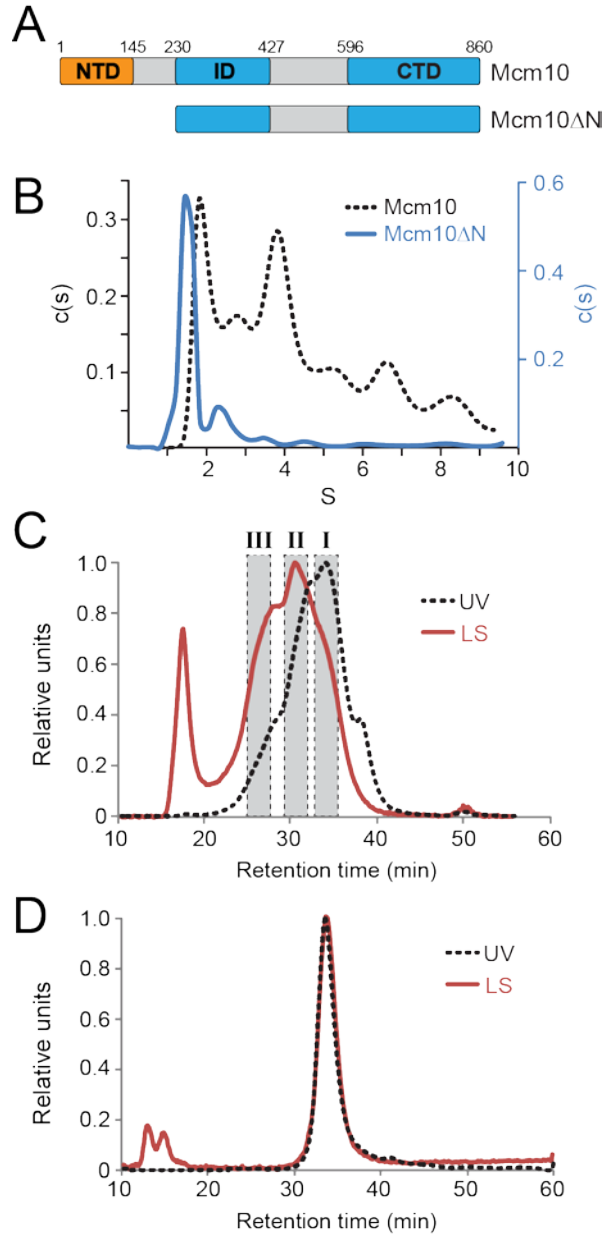 A
1 145 230 427 596 860
NTD ID CTD Mcm10
Mcm10ΔN
B
Mcm10
Mcm10ΔN
0.3
0.2
0.1
c(s)
0.6
0.4
0.2
c(s)
2 4 6 8 10
S
C
III II I
UV
LS
1.0
0.8
0.6
0.4
0.2
0
Relative units
10 20 30 40 50 60
Retention time (min)
D
UV
LS
1.0
0.8
0.6
0.4
0.2
0
Relative units
10 20 30 40 50 60
Retention time (min)